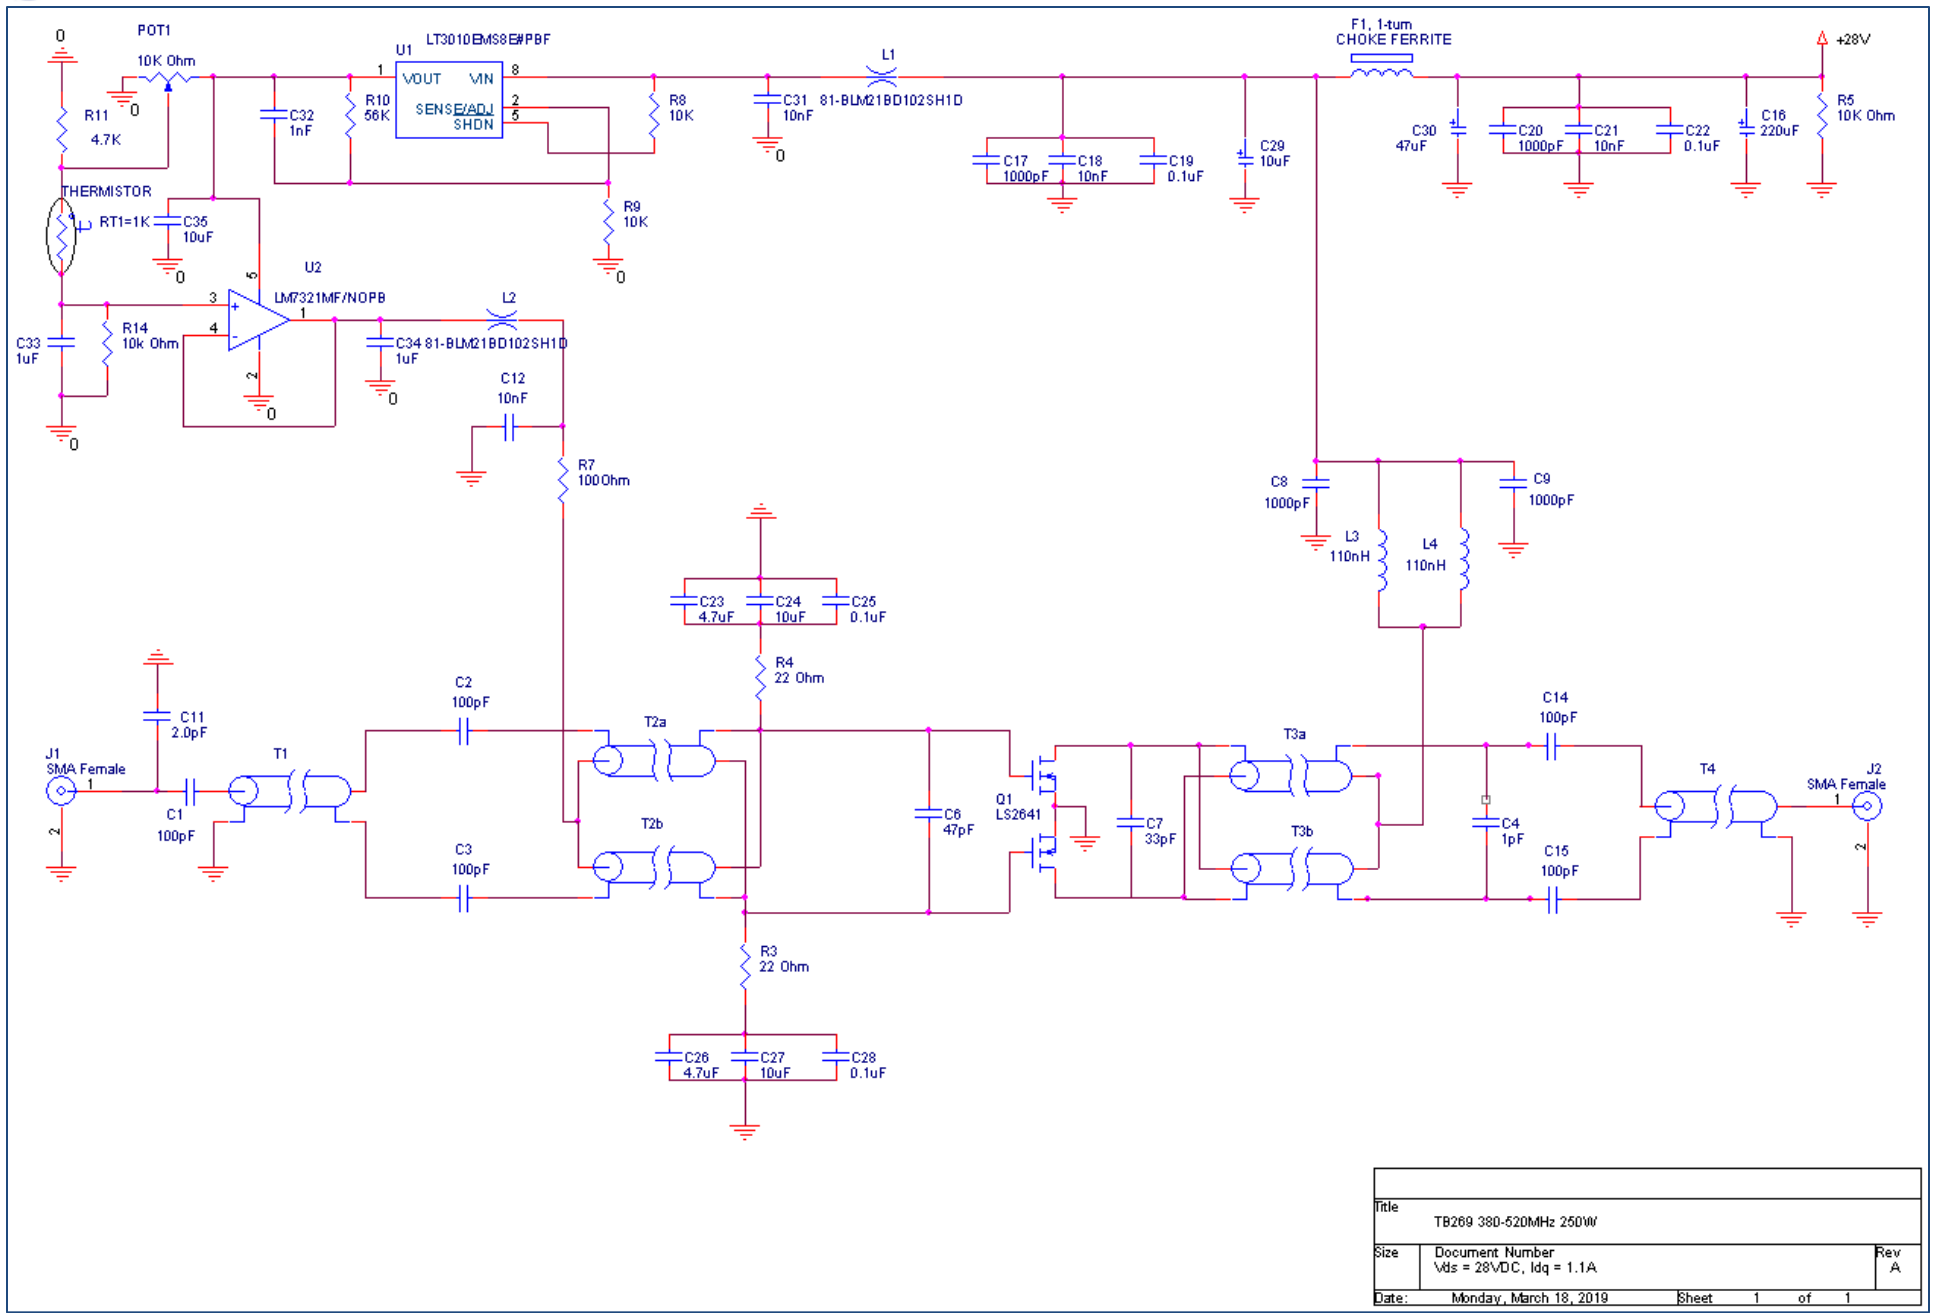 0
POT1
10K Ohm
0
R11
4.7K
U1
LT3010EMS8E#PBF
1
VOUT
VIN
8
SENSE/ADJ
2
SHDN
5
C32
1nF
R10
56K
R8
10K
C31
10nF
0
L1
81-BLM21BD102SH1D
F1, 1-turn
CHOKE FERRITE
+28V
C17
1000pF
C18
10nF
C19
0.1uF
C29
10uF
C30
47uF
C20
1000pF
C21
10nF
C22
0.1uF
C16
220uF
R5
10K Ohm
THERMISTOR
RT1=1K
C35
10uF
0
R9
10K
0
U2
LM7321MF/NOPB
5
3
4
1
2
0
C33
1uF
R14
10k Ohm
0
C34
1uF
0
L2
81-BLM21BD102SH1D
C12
10nF
R7
100Ohm
C8
1000pF
C9
1000pF
L3
110nH
L4
110nH
C23
4.7uF
C24
10uF
C25
0.1uF
R4
22 Ohm
C11
2.0pF
J1
SMA Female
1
2
C1
100pF
T1
C2
100pF
C3
100pF
T2a
T2b
C6
47pF
Q1
LS2641
C7
33pF
T3a
T3b
C4
1pF
C14
100pF
C15
100pF
T4
J2
SMA Female
1
2
R3
22 Ohm
C26
4.7uF
C27
10uF
C28
0.1uF
Title
TB269 380-520MHz 250W
Size
Document Number
Rev
Vds = 28VDC, Idq = 1.1A
A
Date:
Monday, March 18, 2019
Sheet 1 of 1